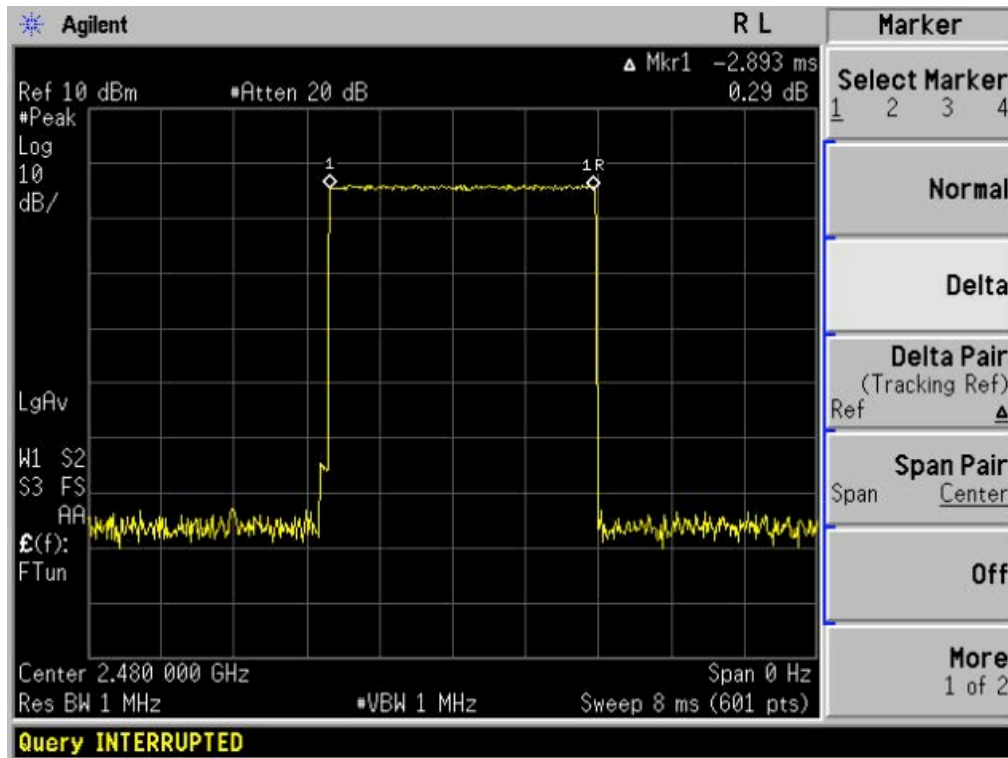 Agilent R L Marker
▵ Mkr1 -2.893 ms
Ref 10 dBm #Atten 20 dB 0.29 dB
Select Marker
1 2 3 4
#Peak
Log
10
dB/
1 1R
Normal
Delta
Delta Pair
(Tracking Ref)
Ref ▵
LgAv
W1 S2
S3 FS
AA
£(f):
FTun
Span Pair
Span Center
Off
More
1 of 2
Center 2.480 000 GHz Span 0 Hz
Res BW 1 MHz #VBW 1 MHz Sweep 8 ms (601 pts)
Query INTERRUPTED